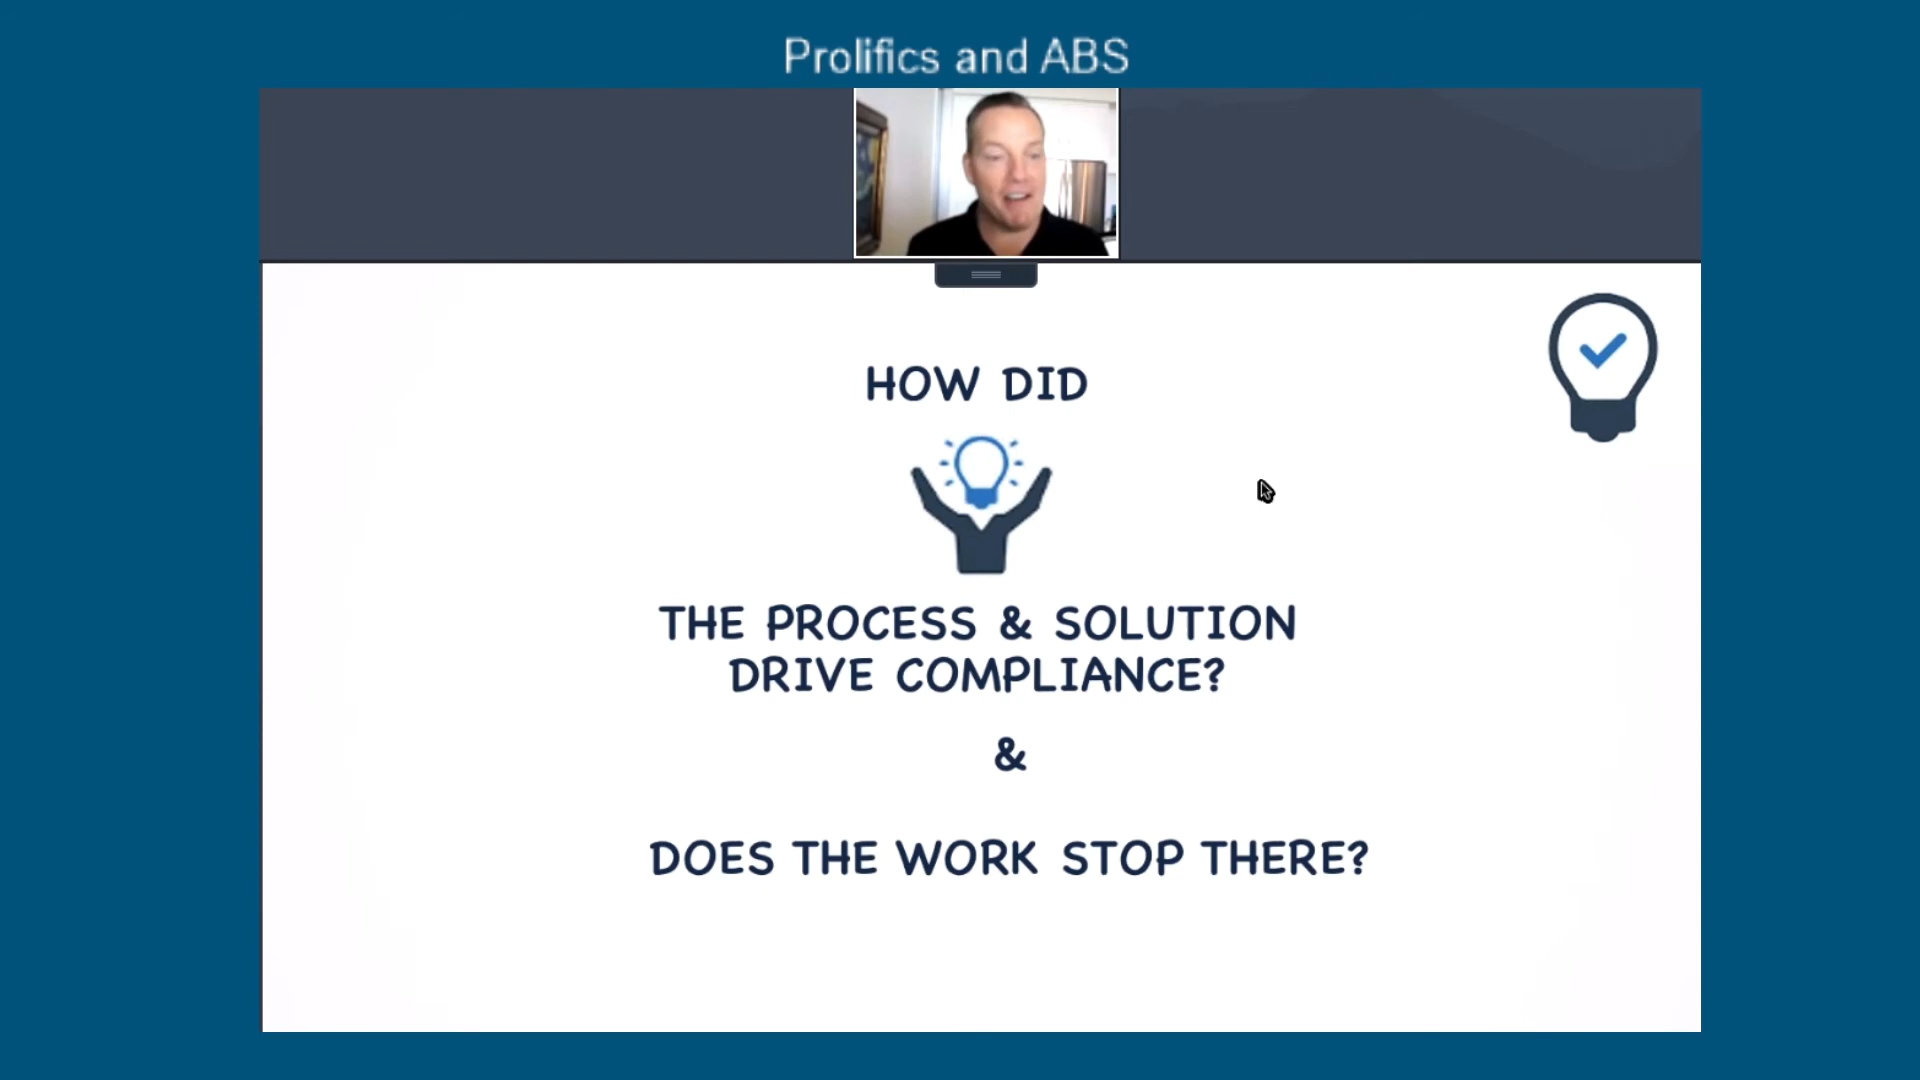 Prolifics and ABS
HOW DID
THE PROCESS & SOLUTION
DRIVE COMPLIANCE?
&
DOES THE WORK STOP THERE?